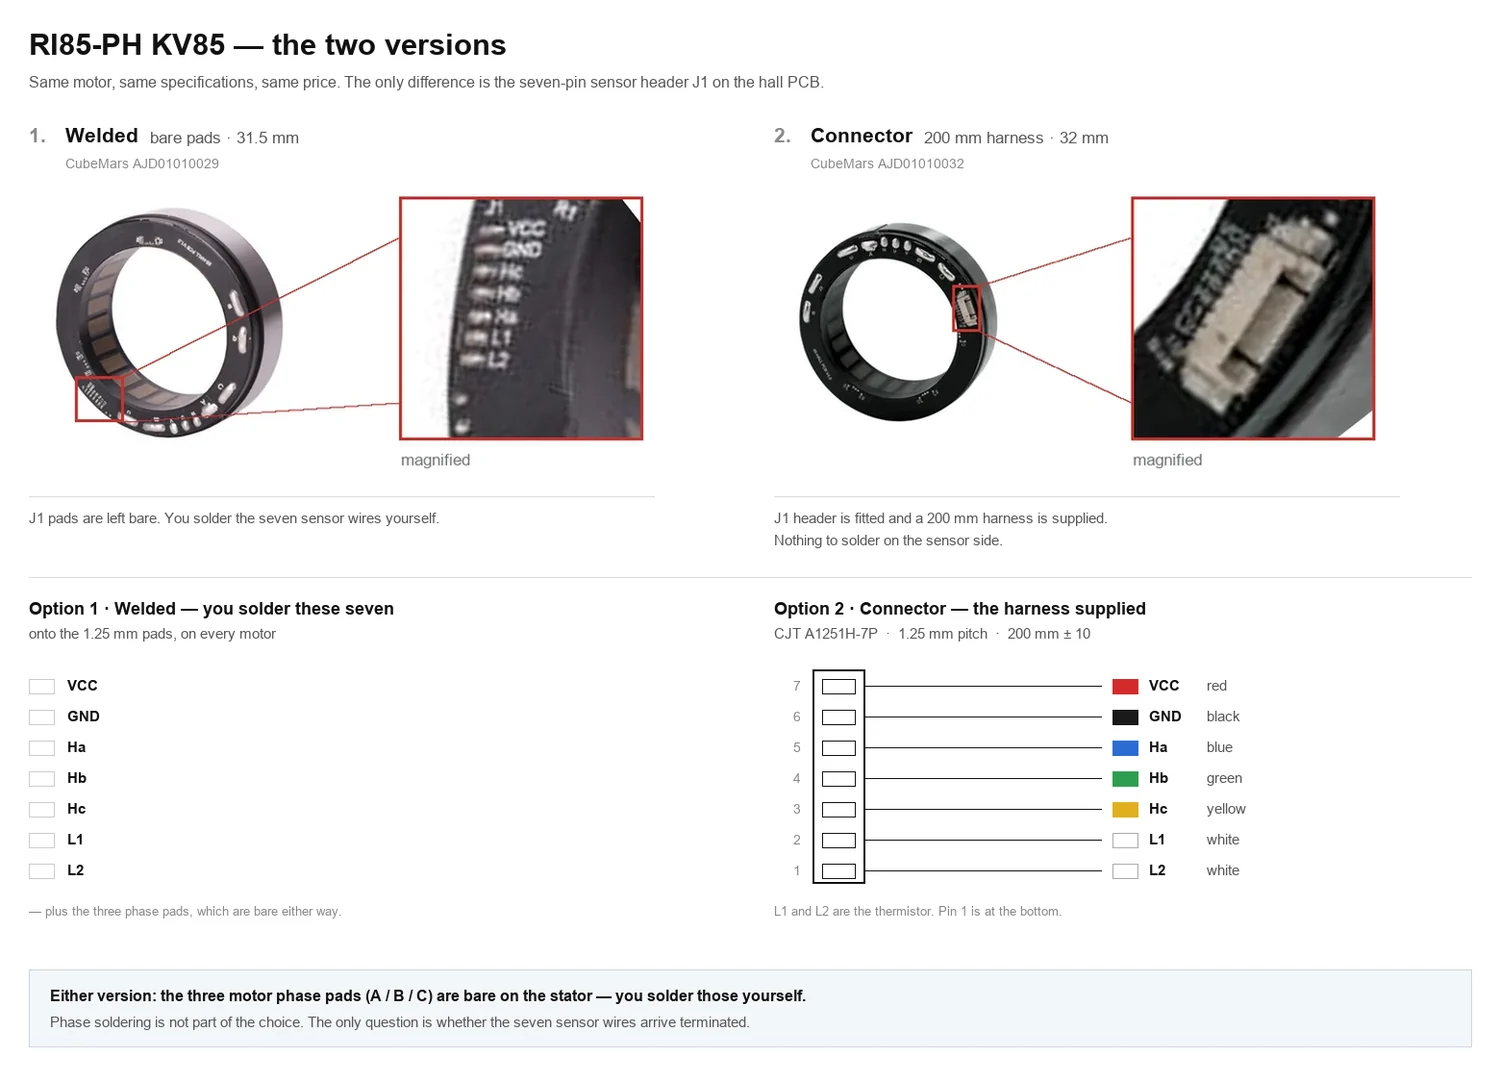 RI85-PH KV85 — the two versions
Same motor, same specifications, same price. The only difference is the seven-pin sensor header J1 on the hall PCB.
1. Welded bare pads · 31.5 mm
CubeMars AJD01010029
J1
VCC
GND
Hc
Hb
Ha
L1
L2
magnified
J1 pads are left bare. You solder the seven sensor wires yourself.
2. Connector 200 mm harness · 32 mm
CubeMars AJD01010032
magnified
J1 header is fitted and a 200 mm harness is supplied.
Nothing to solder on the sensor side.
Option 1 · Welded — you solder these seven
onto the 1.25 mm pads, on every motor
VCC
GND
Ha
Hb
Hc
L1
L2
— plus the three phase pads, which are bare either way.
Option 2 · Connector — the harness supplied
CJT A1251H-7P · 1.25 mm pitch · 200 mm ± 10
7 VCC red
6 GND black
5 Ha blue
4 Hb green
3 Hc yellow
2 L1 white
1 L2 white
L1 and L2 are the thermistor. Pin 1 is at the bottom.
Either version: the three motor phase pads (A / B / C) are bare on the stator — you solder those yourself.
Phase soldering is not part of the choice. The only question is whether the seven sensor wires arrive terminated.